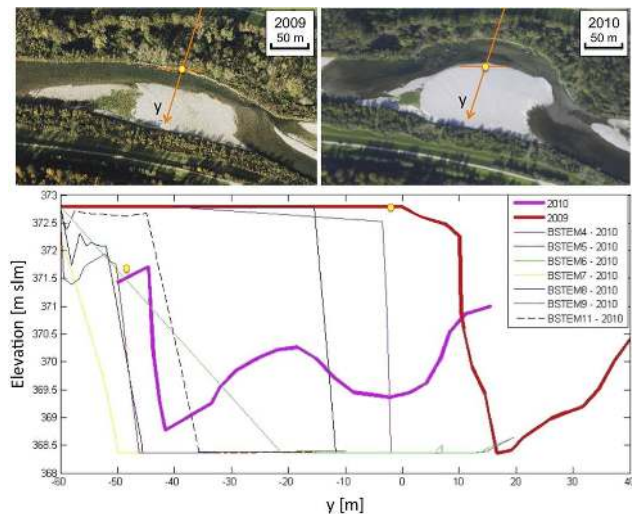 2009
50 m
y
2010
50 m
y
Elevation [m slm]
373
372.5
372
371.5
371
370.5
370
369.5
369
368.5
368
-60
-50
-40
-30
-20
-10
0
10
20
30
40
y [m]
2010
2009
BSTEM4 - 2010
BSTEM5 - 2010
BSTEM6 - 2010
BSTEM7 - 2010
BSTEM8 - 2010
BSTEM9 - 2010
BSTEM11 - 2010